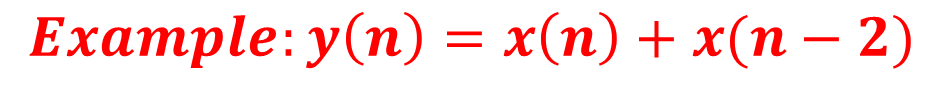 Example: y(n) = x(n) + x(n − 2)